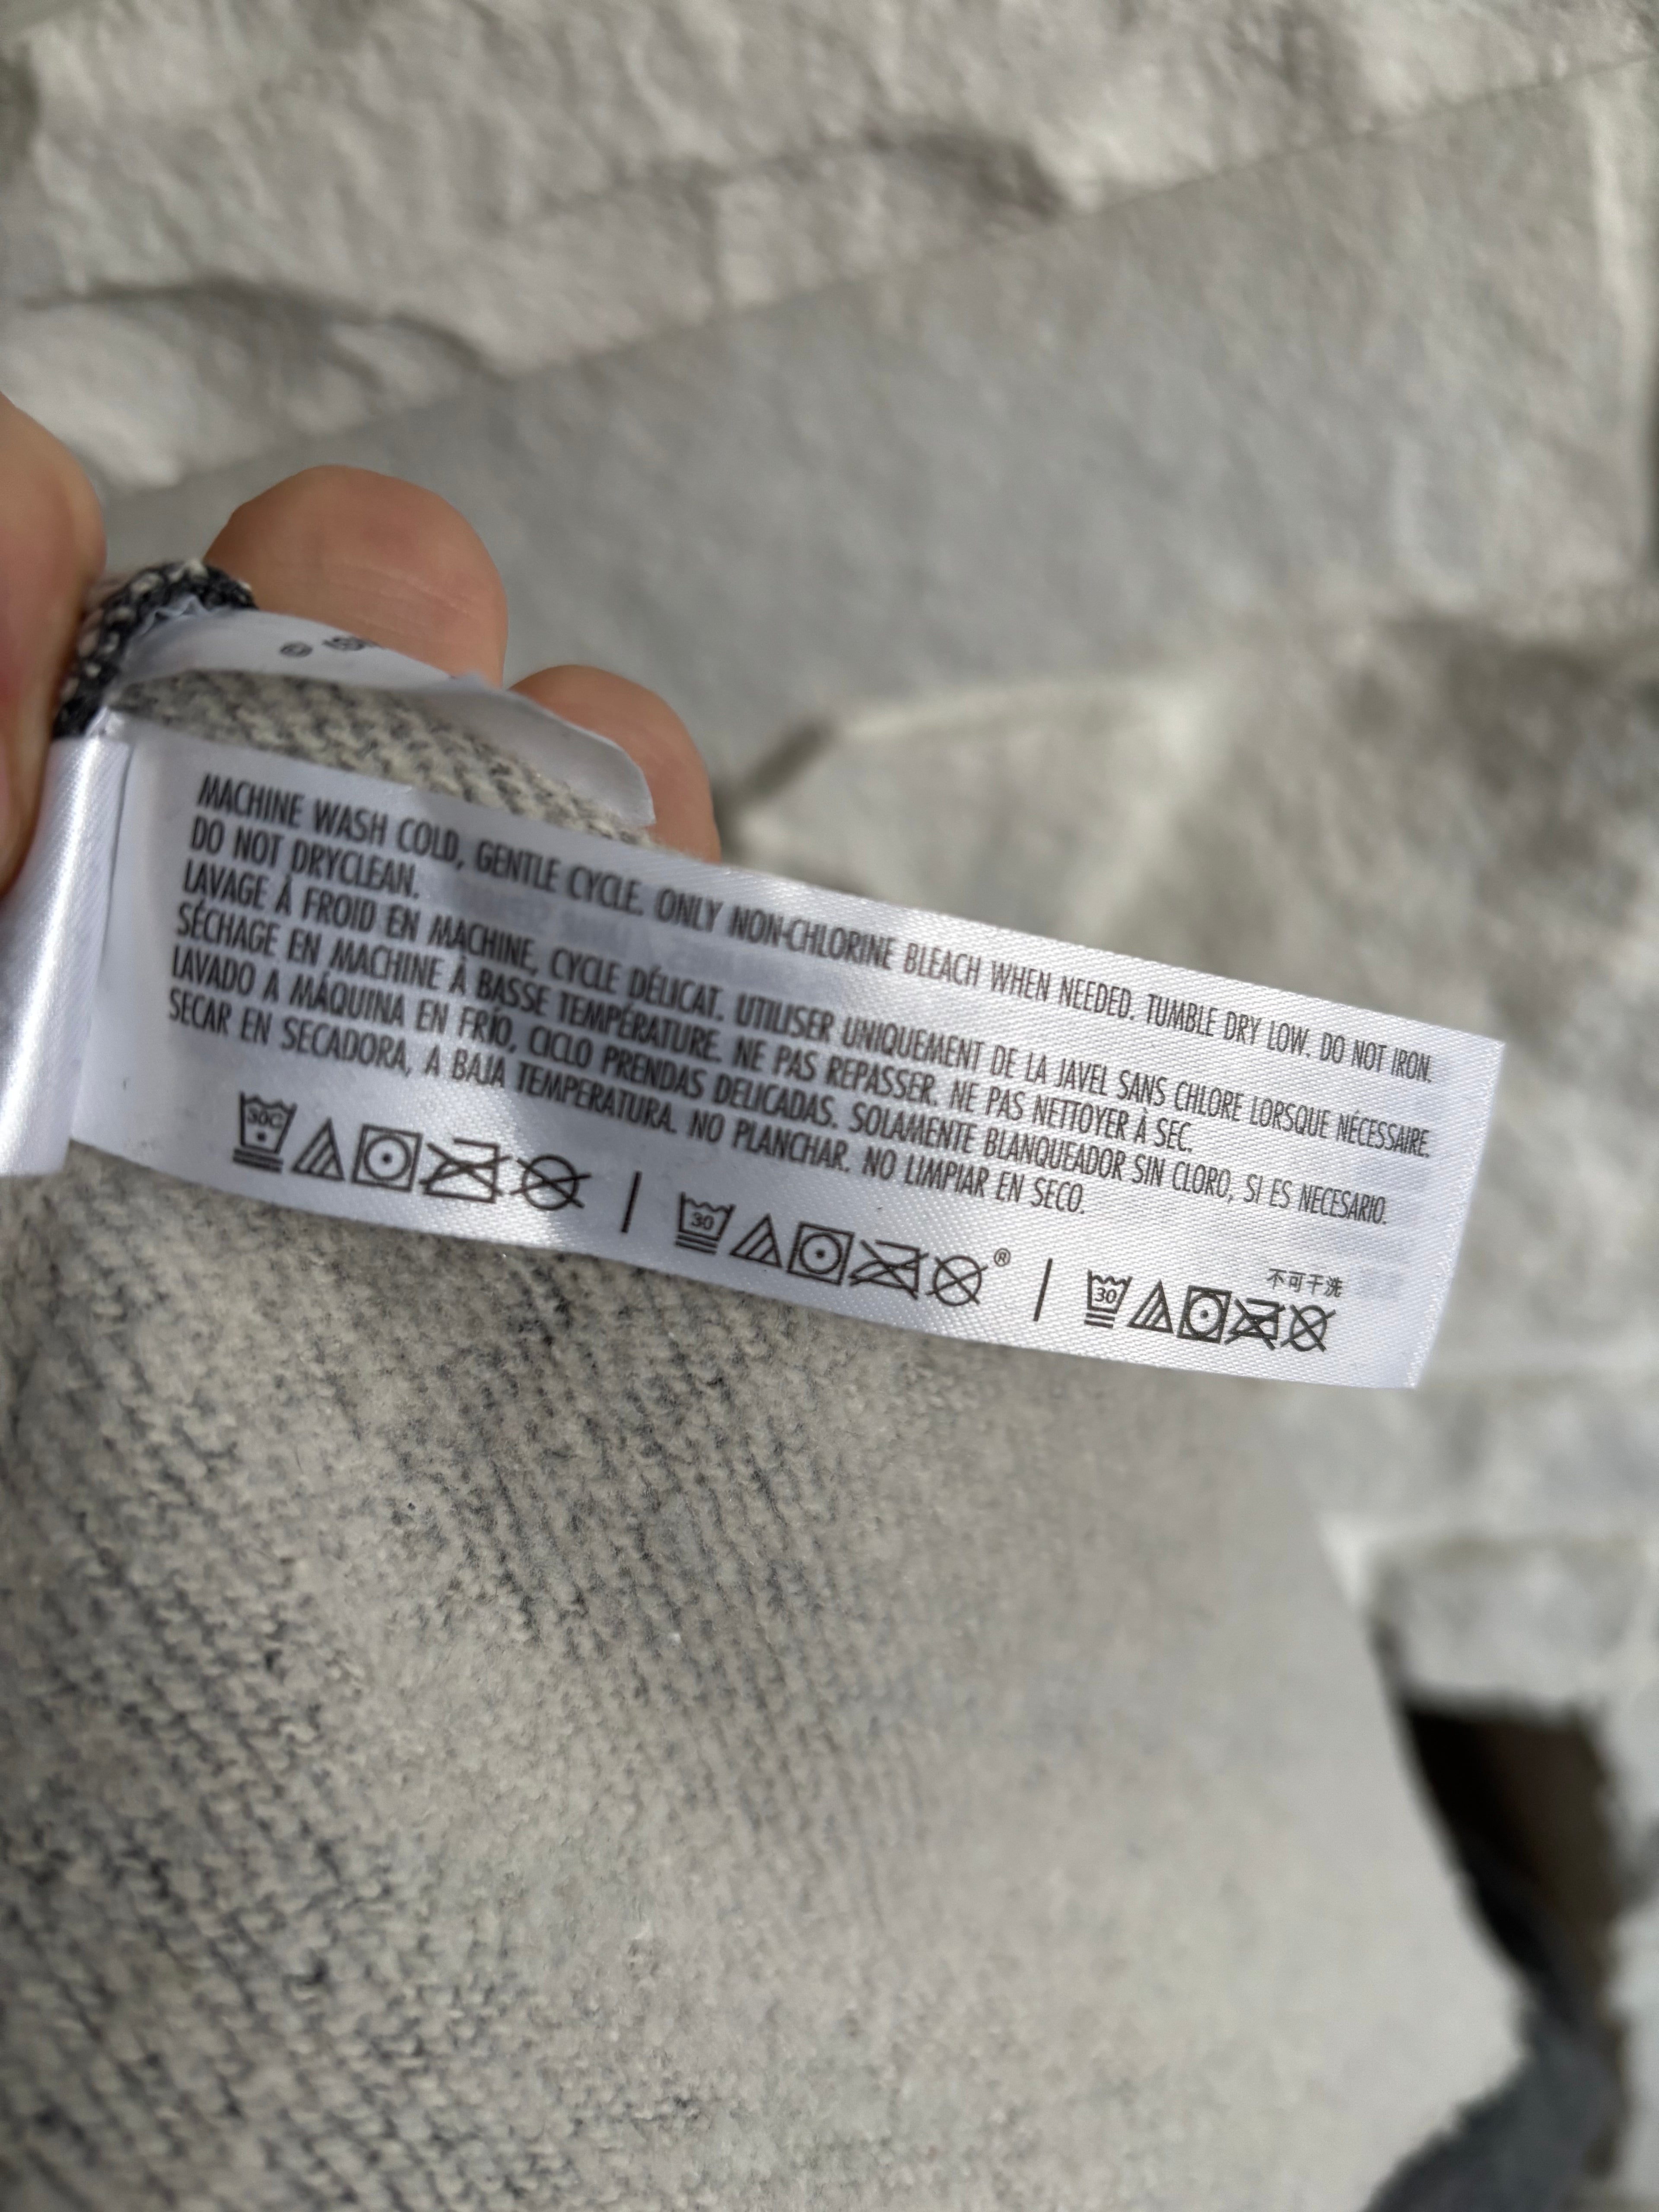 ©
MACHINE WASH COLD, GENTLE CYCLE. ONLY NON-CHLORINE BLEACH WHEN NEEDED. TUMBLE DRY LOW. DO NOT IRON.
DO NOT DRYCLEAN.
LAVAGE À FROID EN MACHINE, CYCLE DÉLICAT. UTILISER UNIQUEMENT DE LA JAVEL SANS CHLORE LORSQUE NÉCESSAIRE.
SÉCHAGE EN MACHINE À BASSE TEMPÉRATURE. NE PAS REPASSER. NE PAS NETTOYER À SEC.
LAVADO A MÁQUINA EN FRÍO, CICLO PRENDAS DELICADAS. SOLAMENTE BLANQUEADOR SIN CLORO, SI ES NECESARIO.
SECAR EN SECADORA, A BAJA TEMPERATURA. NO PLANCHAR. NO LIMPIAR EN SECO.
30C | 30 ® | 30
不可干洗